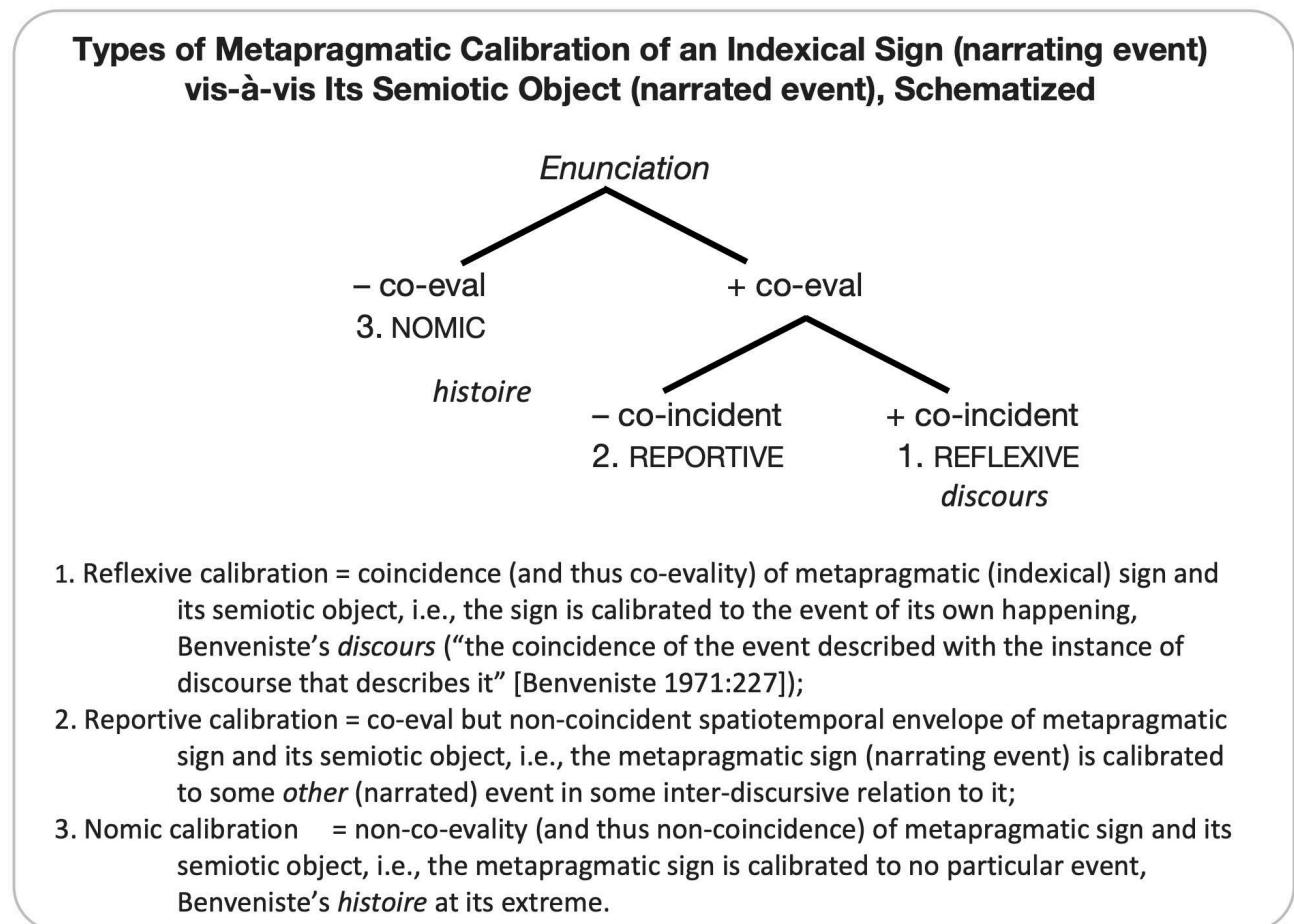 Types of Metapragmatic Calibration of an Indexical Sign (narrating event)
vis-à-vis Its Semiotic Object (narrated event), Schematized
Enunciation
– co-eval
+ co-eval
3. NOMIC
histoire
– co-incident
+ co-incident
2. REPORTIVE
1. REFLEXIVE
discours
1. Reflexive calibration = coincidence (and thus co-evality) of metapragmatic (indexical) sign and
its semiotic object, i.e., the sign is calibrated to the event of its own happening,
Benveniste’s discours (“the coincidence of the event described with the instance of
discourse that describes it” [Benveniste 1971:227]);
2. Reportive calibration = co-eval but non-coincident spatiotemporal envelope of metapragmatic
sign and its semiotic object, i.e., the metapragmatic sign (narrating event) is calibrated
to some other (narrated) event in some inter-discursive relation to it;
3. Nomic calibration = non-co-evality (and thus non-coincidence) of metapragmatic sign and its
semiotic object, i.e., the metapragmatic sign is calibrated to no particular event,
Benveniste’s histoire at its extreme.